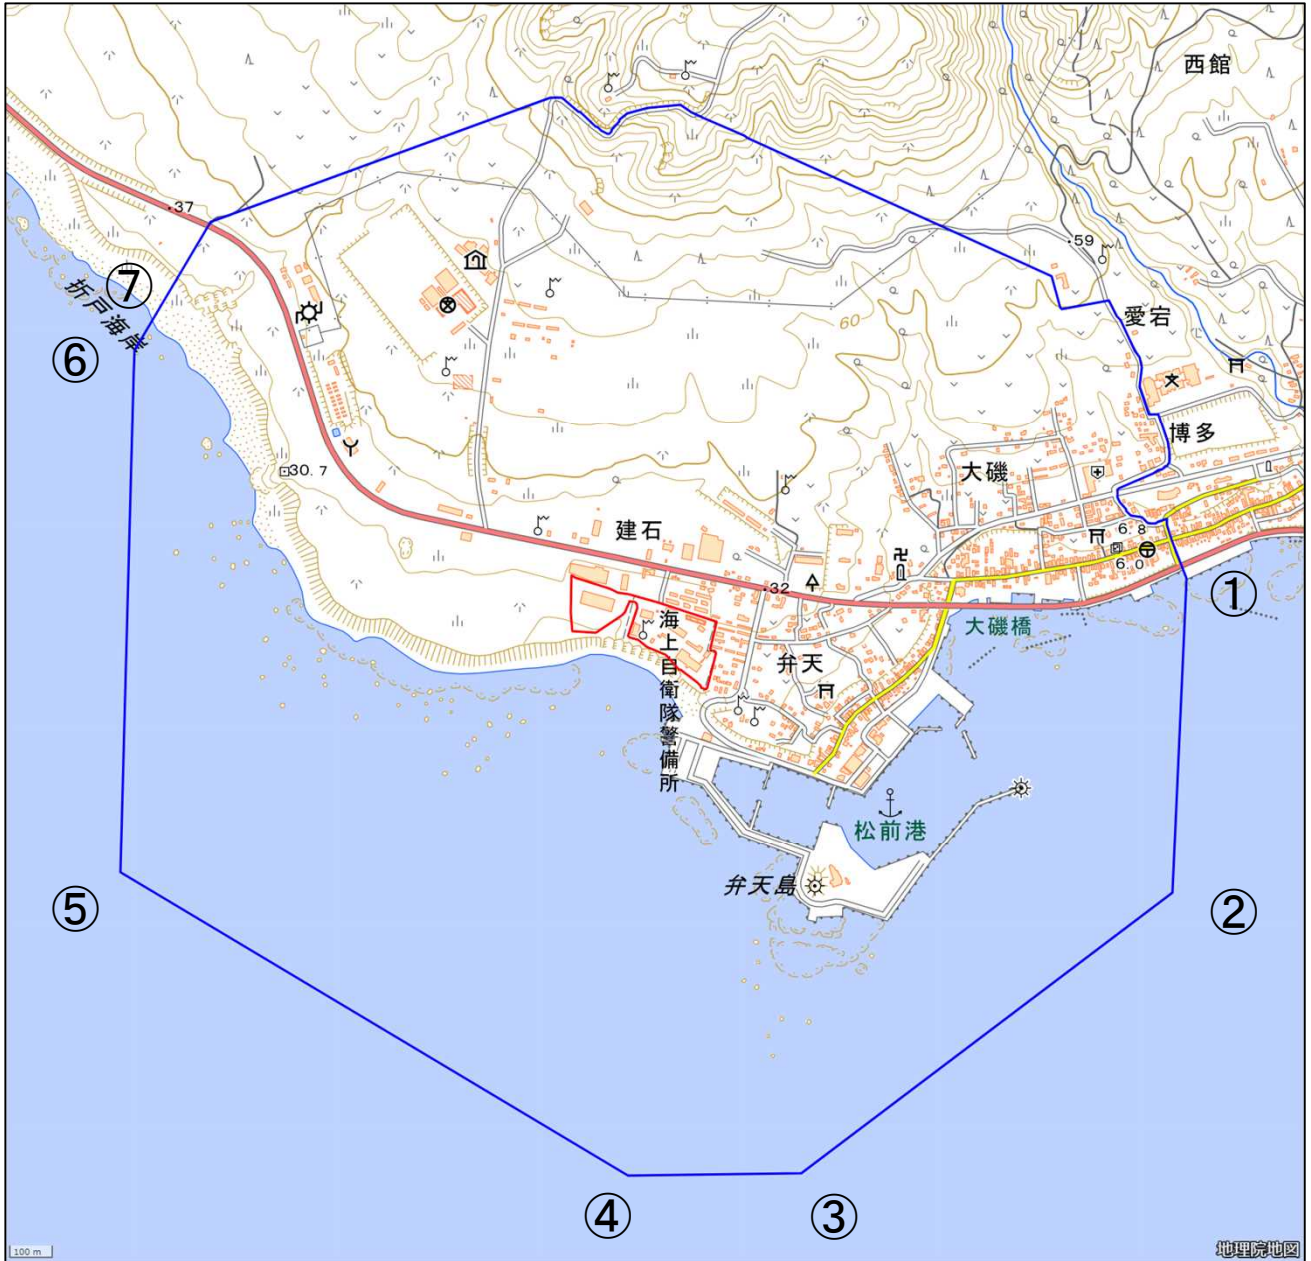 西館
37
59
⑦
折戸海岸
60
愛宕
⑥
博多
30.7
大磯
建石
6.8
6.0
32
①
大磯橋
海上自衛隊警備所
弁天
松前港
弁天島
⑤
②
④
③
100 m
地理院地図